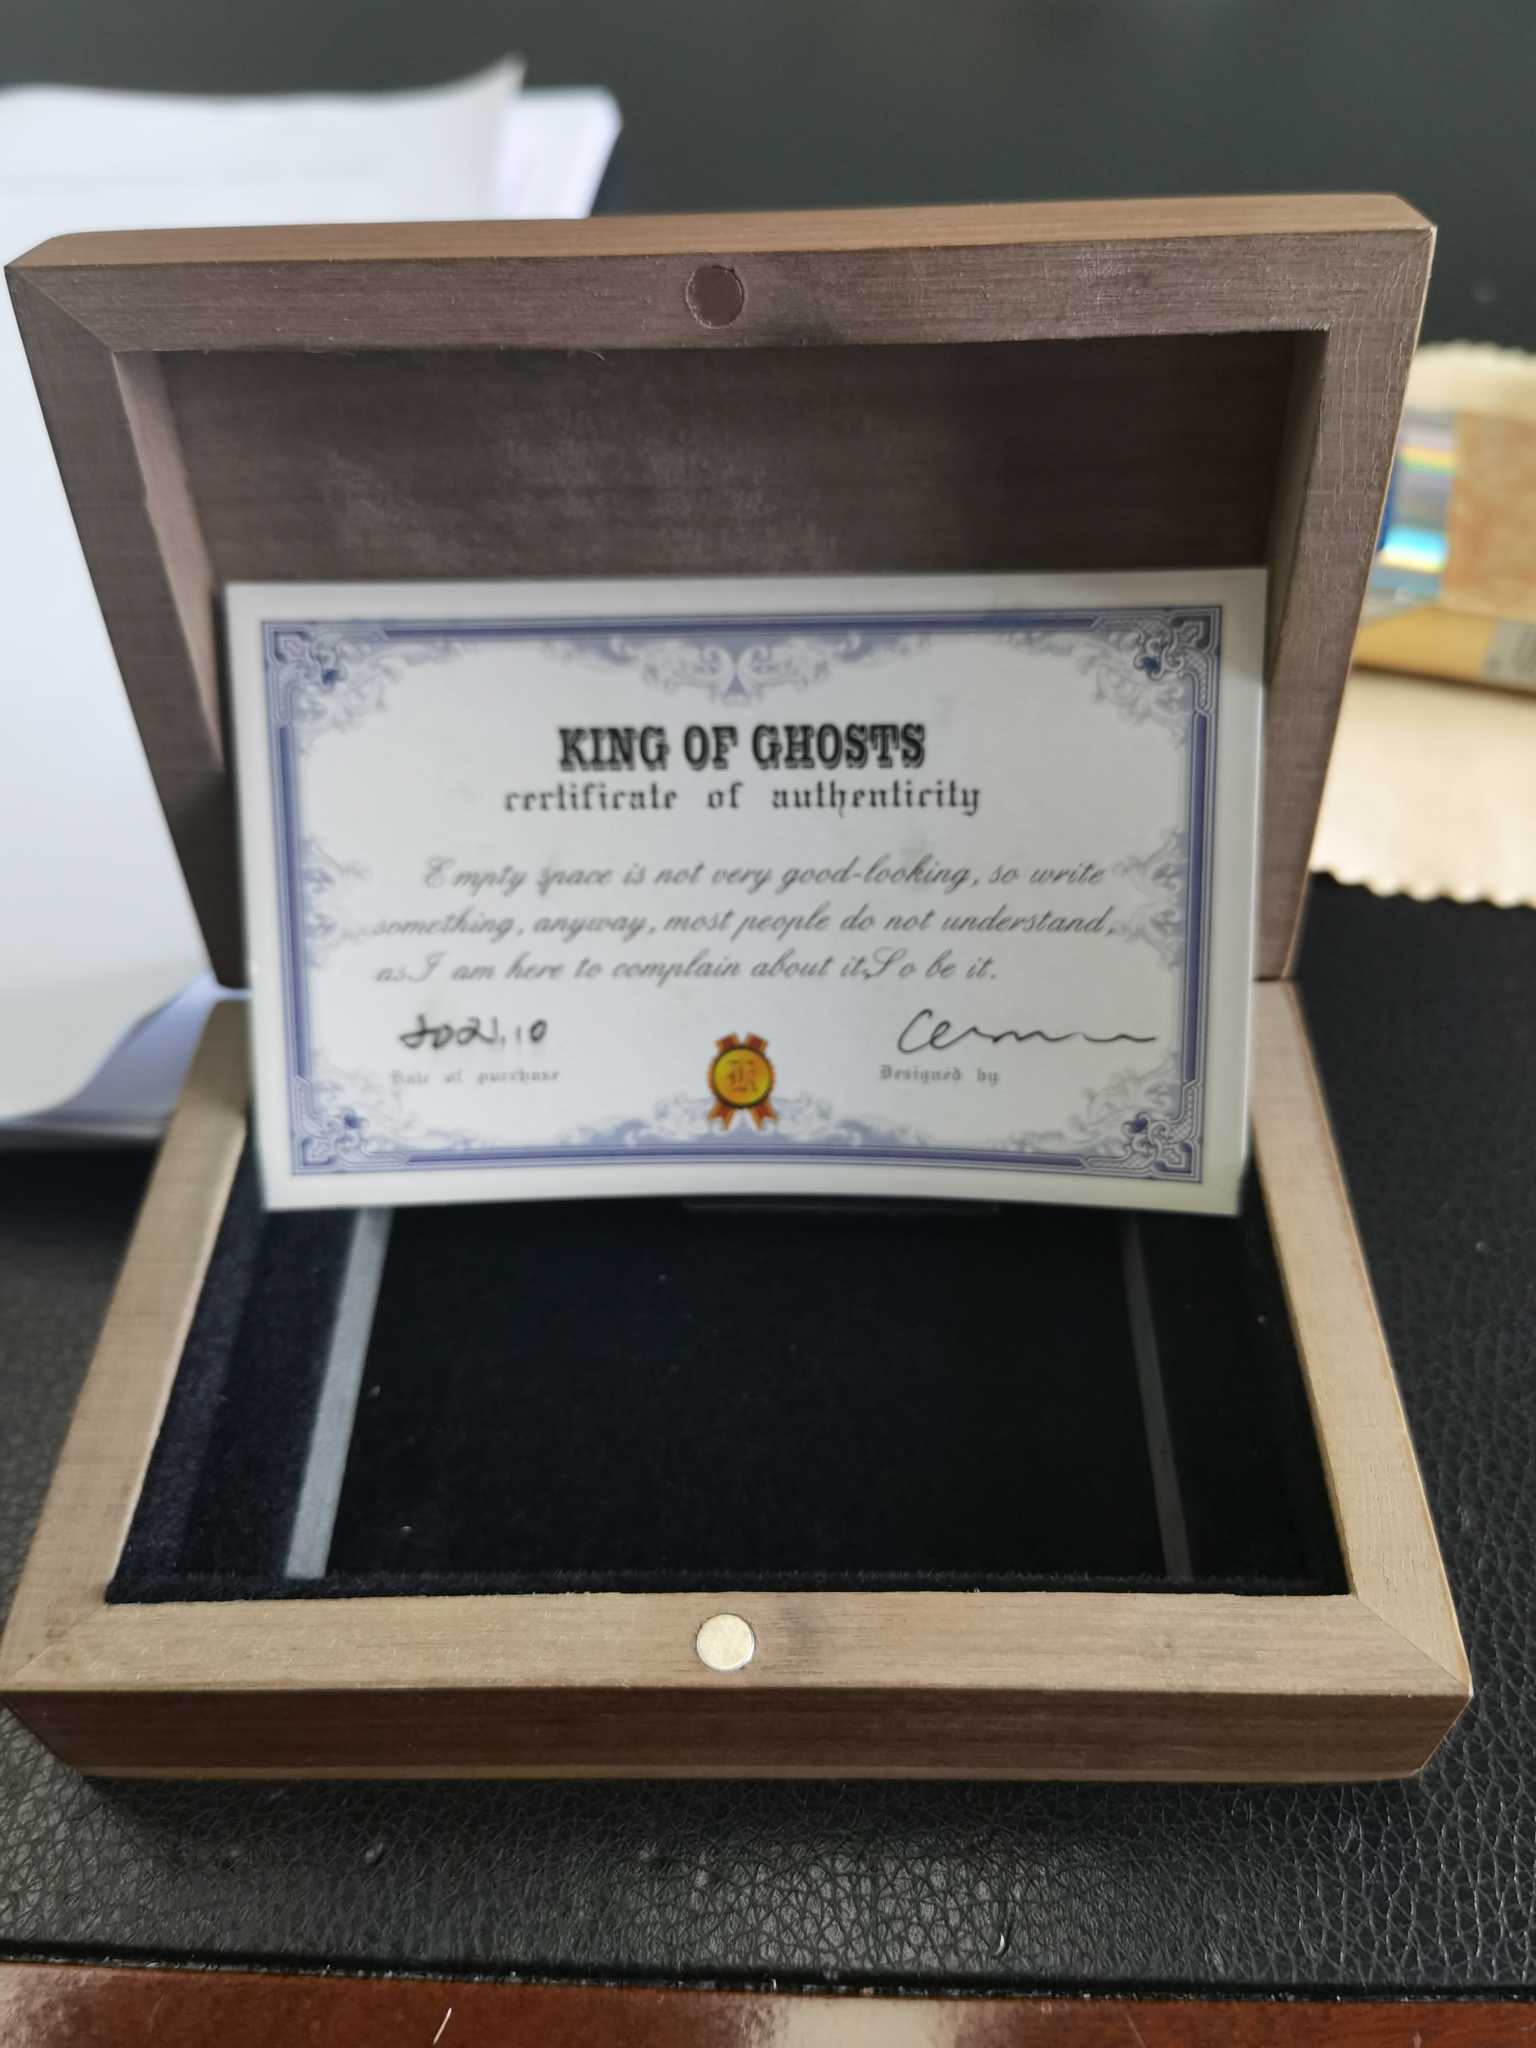 KING OF GHOSTS
certificate of authenticity
Empty space is not very good-looking, so write
something, anyway, most people do not understand,
as I am here to complain about it,So be it.
2021.10
Date of purchase
Designed by